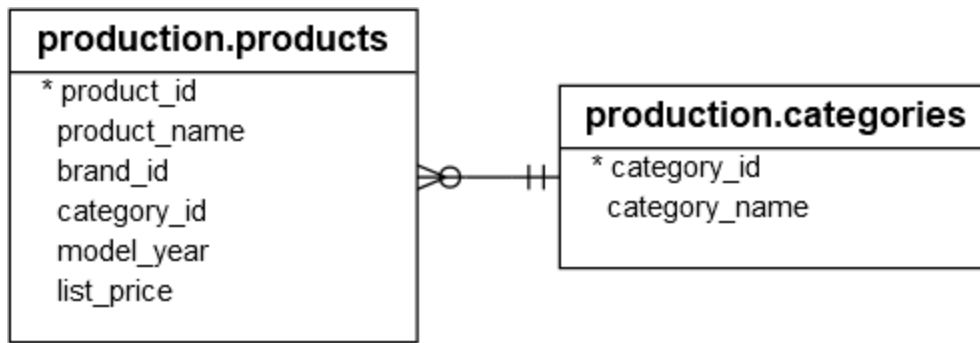 production.products
* product_id
product_name
brand_id
category_id
model_year
list_price
production.categories
* category_id
category_name